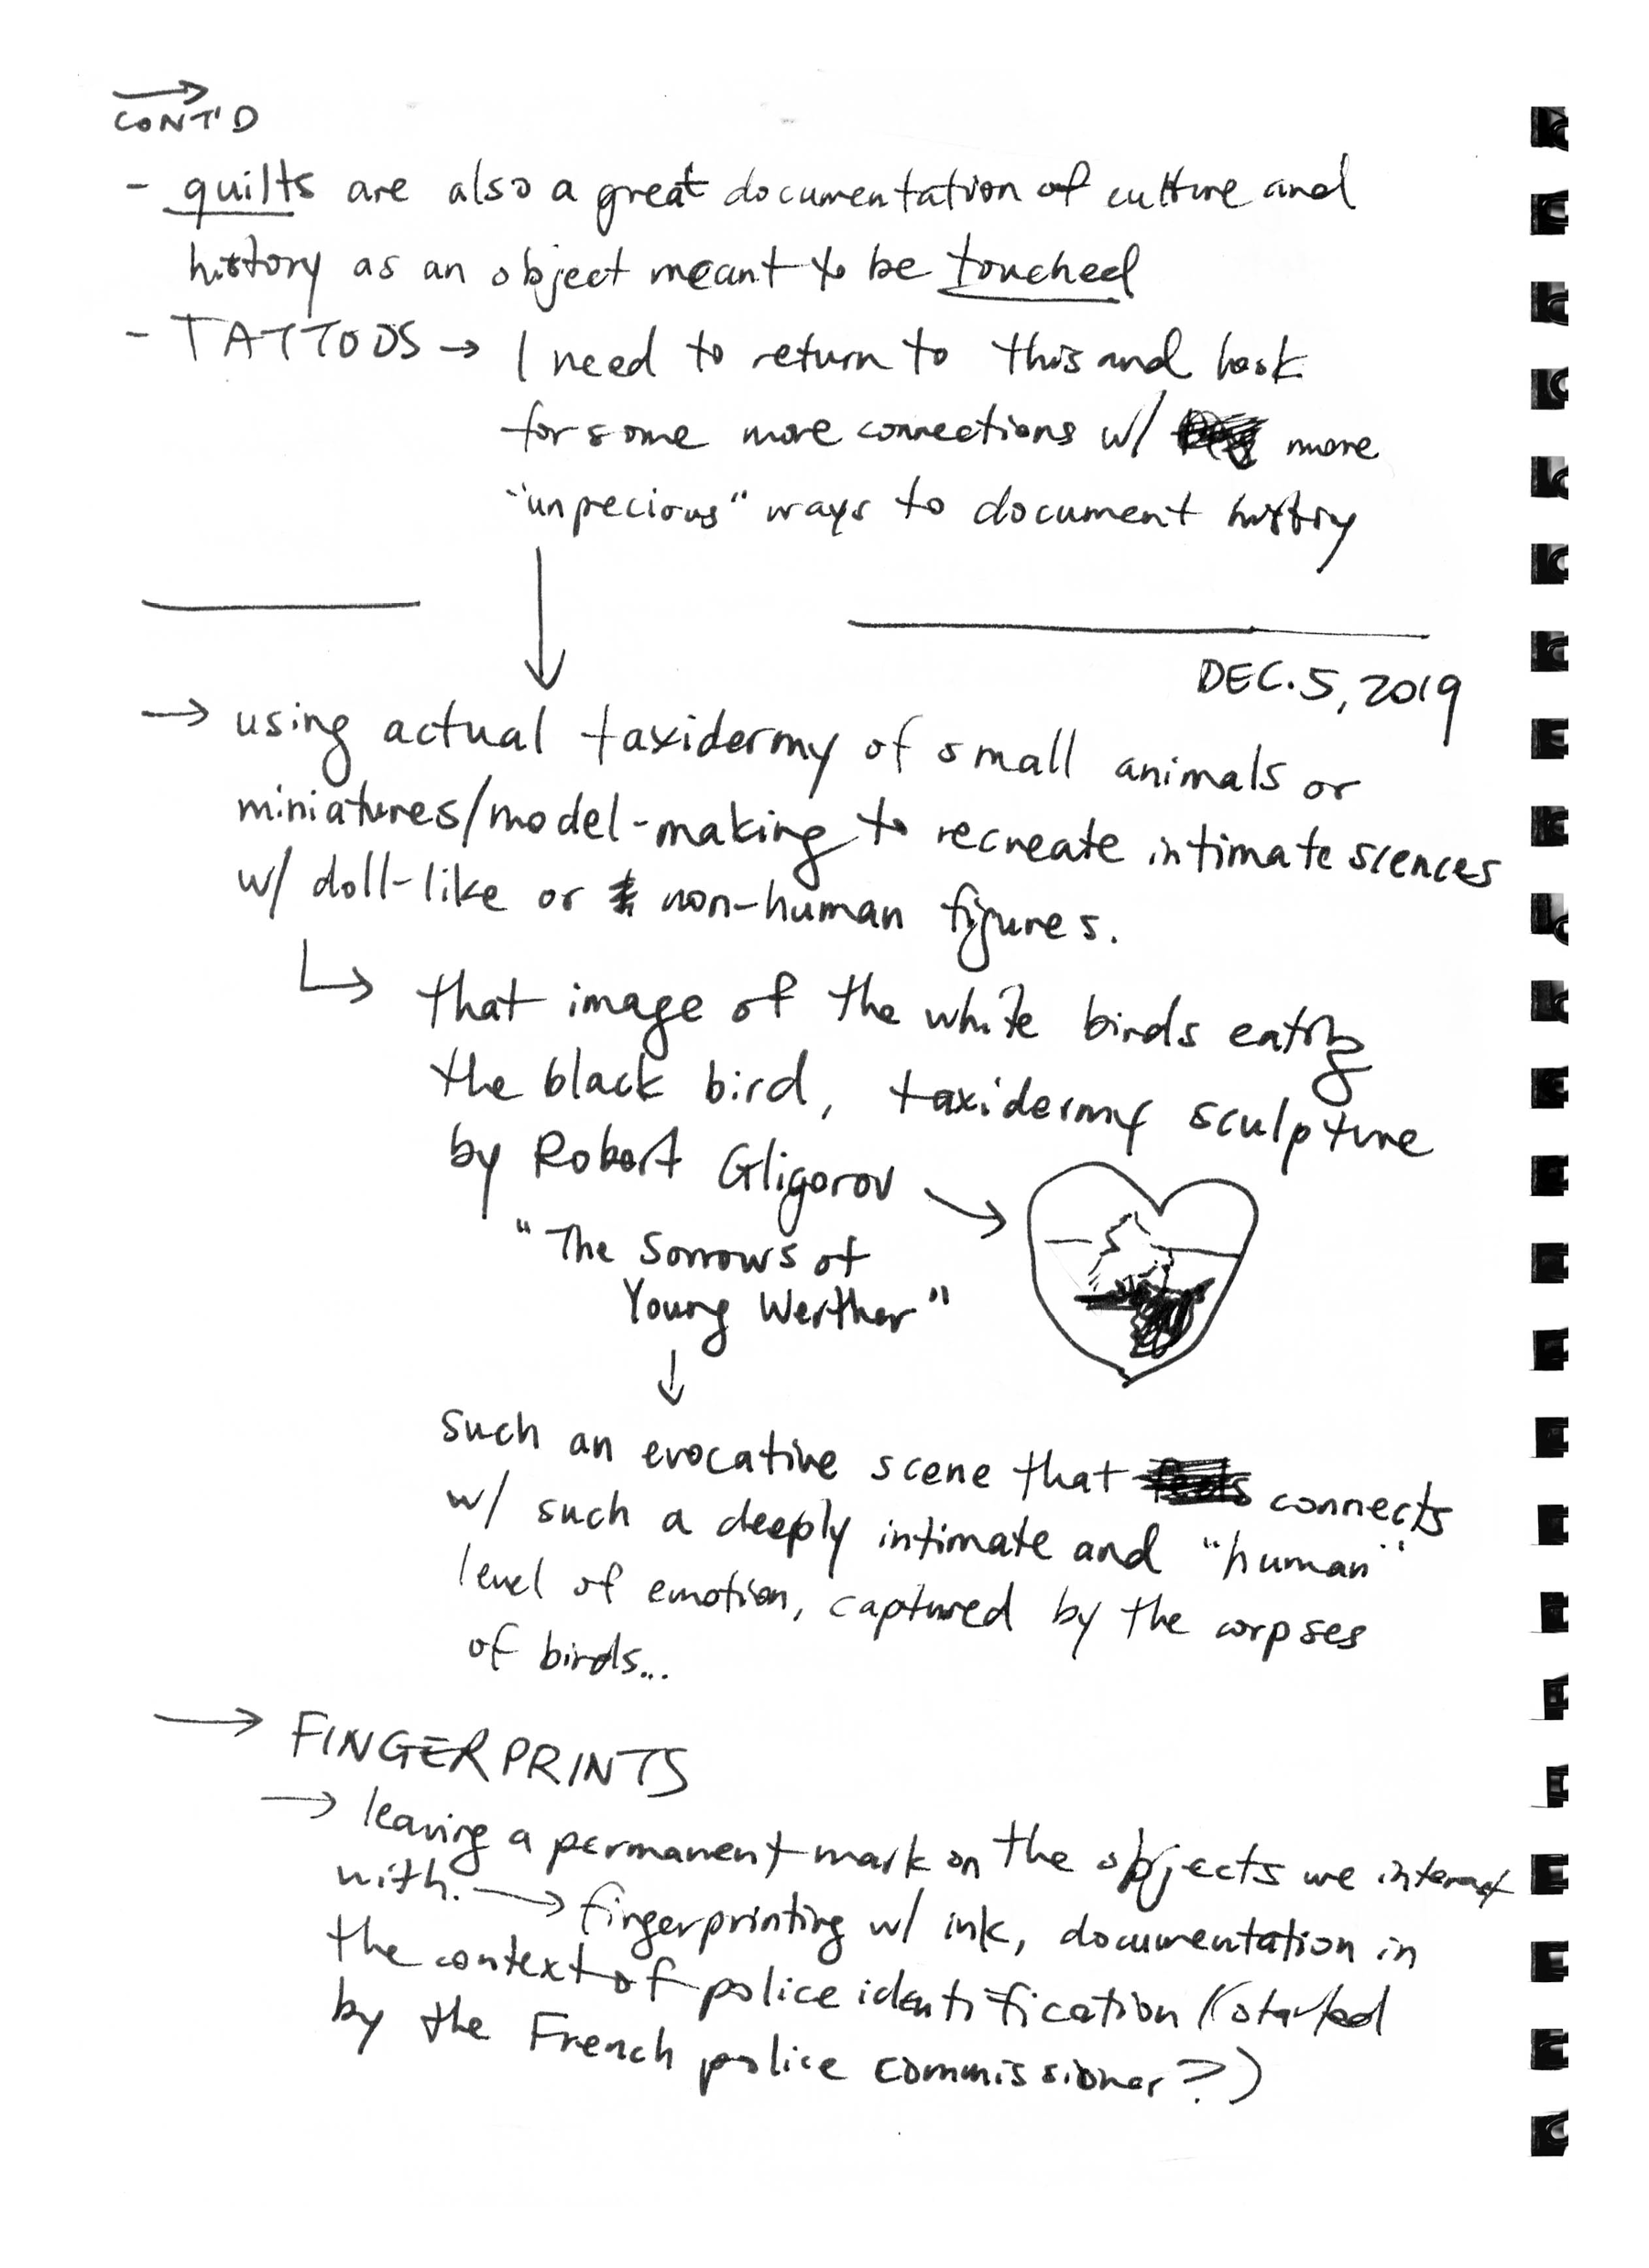 CONT'D
- quilts are also a great documentation of culture and
history as an object meant to be touched
- TATTOOS → I need to return to this and look
for some more connections w/ more
"unpecious" ways to document history
DEC. 5, 2019
→ using actual taxidermy of small animals or
miniatures/model-making to recreate intimate scences
w/ doll-like or non-human figures.
↳ that image of the white birds eating
the black bird, taxidermy sculpture
by Robert Gligorov →
"The Sorrows of
Young Werther"
↓
such an evocative scene that connects
w/ such a deeply intimate and "human"
level of emotion, captured by the corpses
of birds...
→ FINGERPRINTS
→ leaving a permanent mark on the objects we interact
with. → fingerprinting w/ ink, documentation in
the context of police identification (started
by the French police commissioner?)